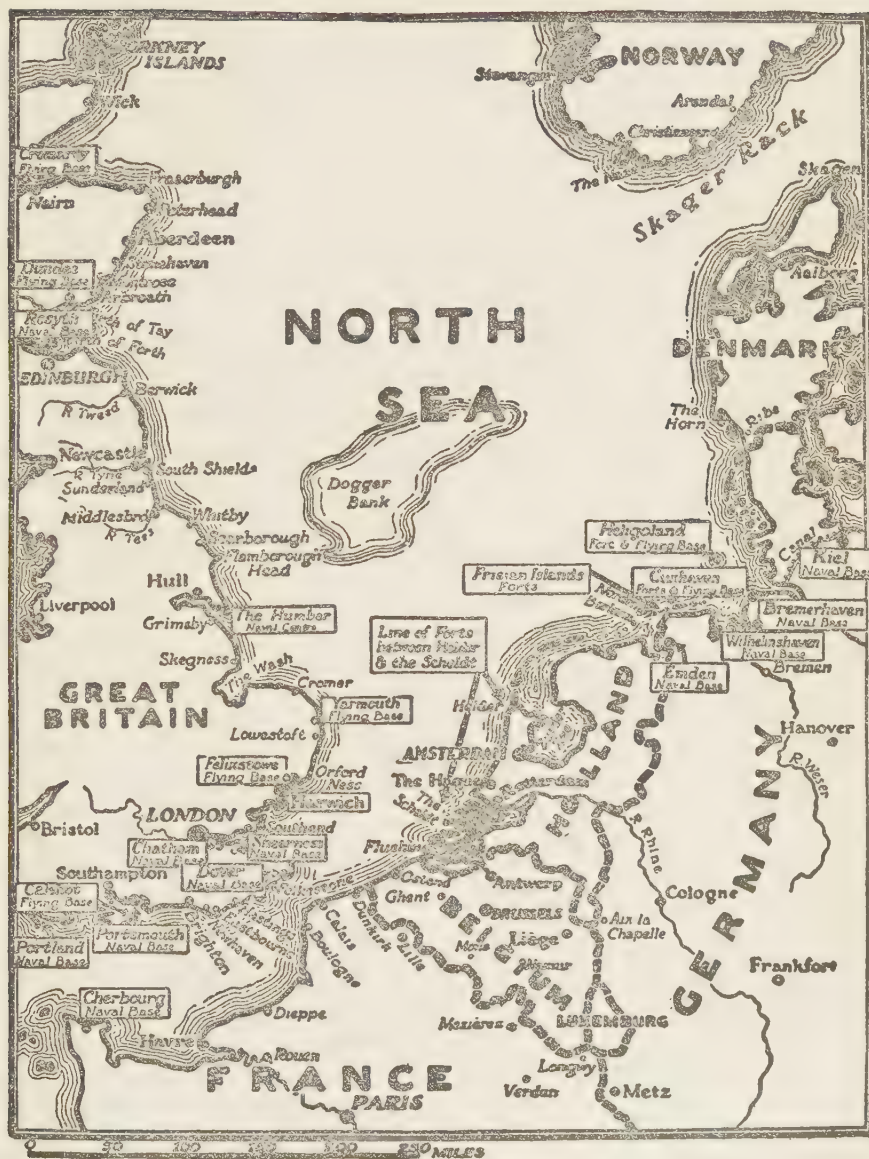 ORKNEY
ISLANDS
Wick
Cromarty
Flying Base
Nairn
Fraserburgh
Peterhead
Aberdeen
Stonehaven
Montrose
Arbroath
Dundee
Flying Base
Rosyth
Naval Base
of Tay
of Forth
EDINBURGH
Berwick
R Tweed
Newcastle
South Shields
R Tyne
Sunderland
Middlesbro
R Tees
Whitby
Scarborough
Flamborough
Head
Hull
Liverpool
Grimsby
The Humber
Naval Centre
Skegness
The Wash
Cromer
GREAT
BRITAIN
Yarmouth
Flying Base
Lowestoft
Felixstowe
Flying Base
Orford
Ness
Harwich
LONDON
Bristol
Southend
Chatham
Naval Base
Sheerness
Naval Base
Dover
Naval Base
Southampton
Calshot
Flying Base
Portland
Naval Base
Portsmouth
Naval Base
Brighton
Newhaven
Eastbourne
Hastings
Folkestone
NORTH
SEA
Dogger
Bank
NORWAY
Stavanger
Arendal
Christiansand
The
Skager Rack
Skagen
Aalborg
DENMARK
The
Horn
Ribe
Heligoland
Fort & Flying Base
Canal
Kiel
Naval Base
Frisian Islands
Forts
Cuxhaven
Forts & Flying Base
Bremerhaven
Naval Base
Wilhelmshaven
Naval Base
Bremen
Emden
Naval Base
Line of Forts
between Helder
& the Scheldt
Helder
HOLLAND
AMSTERDAM
The Hague
Rotterdam
The
Scheldt
Flushing
Hanover
R. Weser
GERMANY
R. Rhine
Cologne
Aix la
Chapelle
Frankfort
Ostend
Ghent
Antwerp
BELGIUM
BRUSSELS
Liège
Namur
Calais
Dunkirk
Lille
Boulogne
Mezières
LUXEMBURG
Longwy
Verdun
Metz
Dieppe
Cherbourg
Naval Base
Havre
Rouen
FRANCE
PARIS
0 50 100 150 200 250 MILES